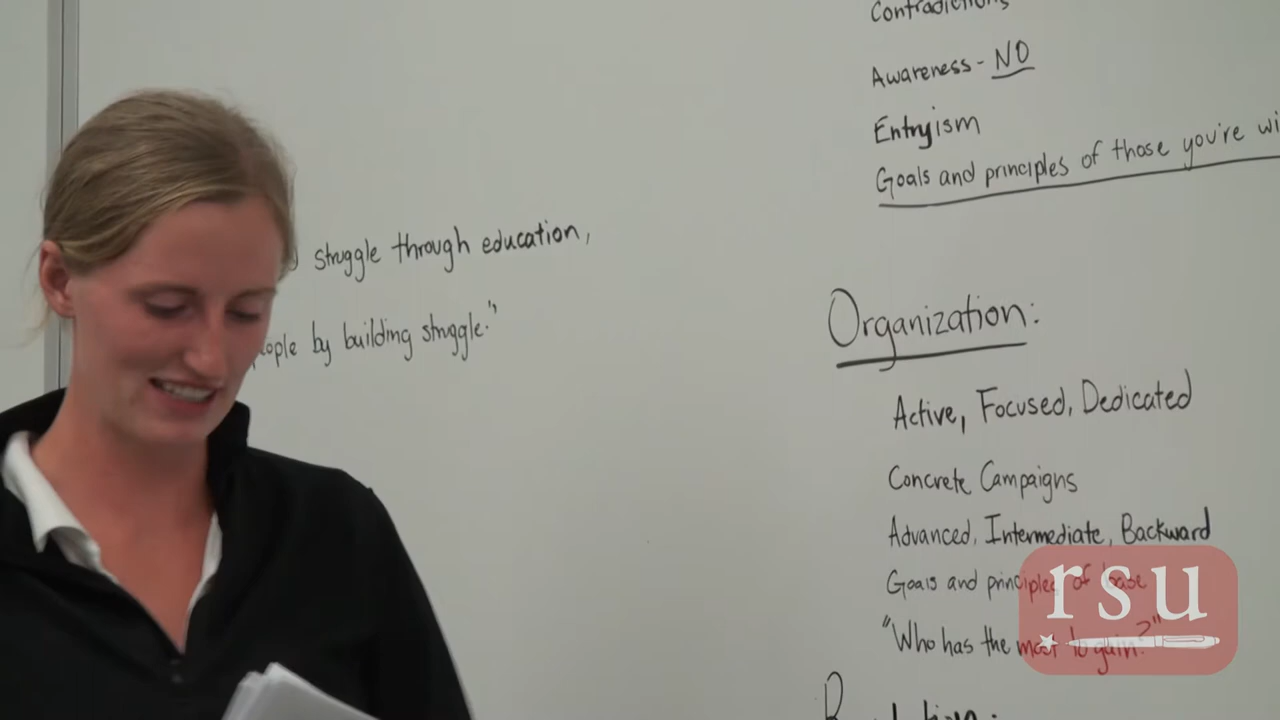 struggle through education,
by building struggle."
Contradictions
Awareness - NO
Entryism
Goals and principles of those you're
Organization:
Active, Focused, Dedicated
Concrete Campaigns
Advanced, Intermediate, Backward
Goals and principles of base
"Who has the most to gain?"
rsu